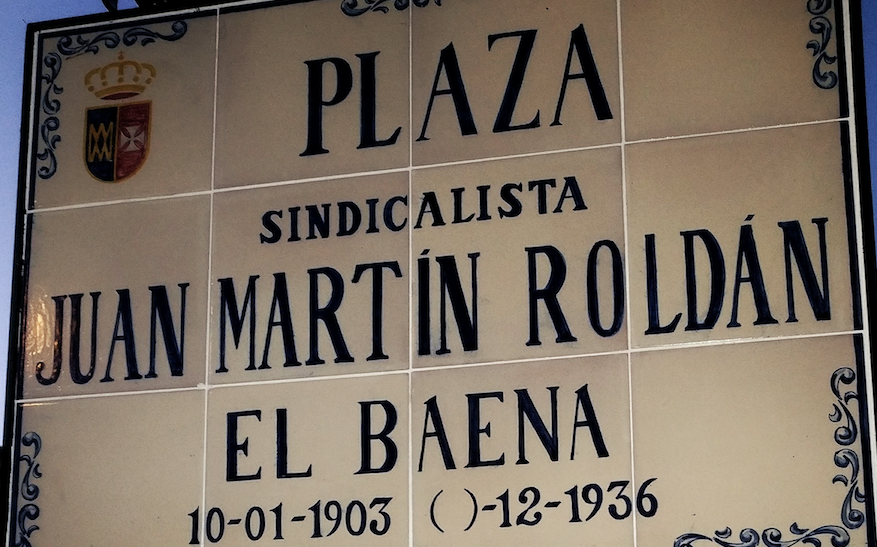 PLAZA
SINDICALISTA
JUAN MARTÍN ROLDÁN
EL BAENA
10-01-1903 ( )-12-1936